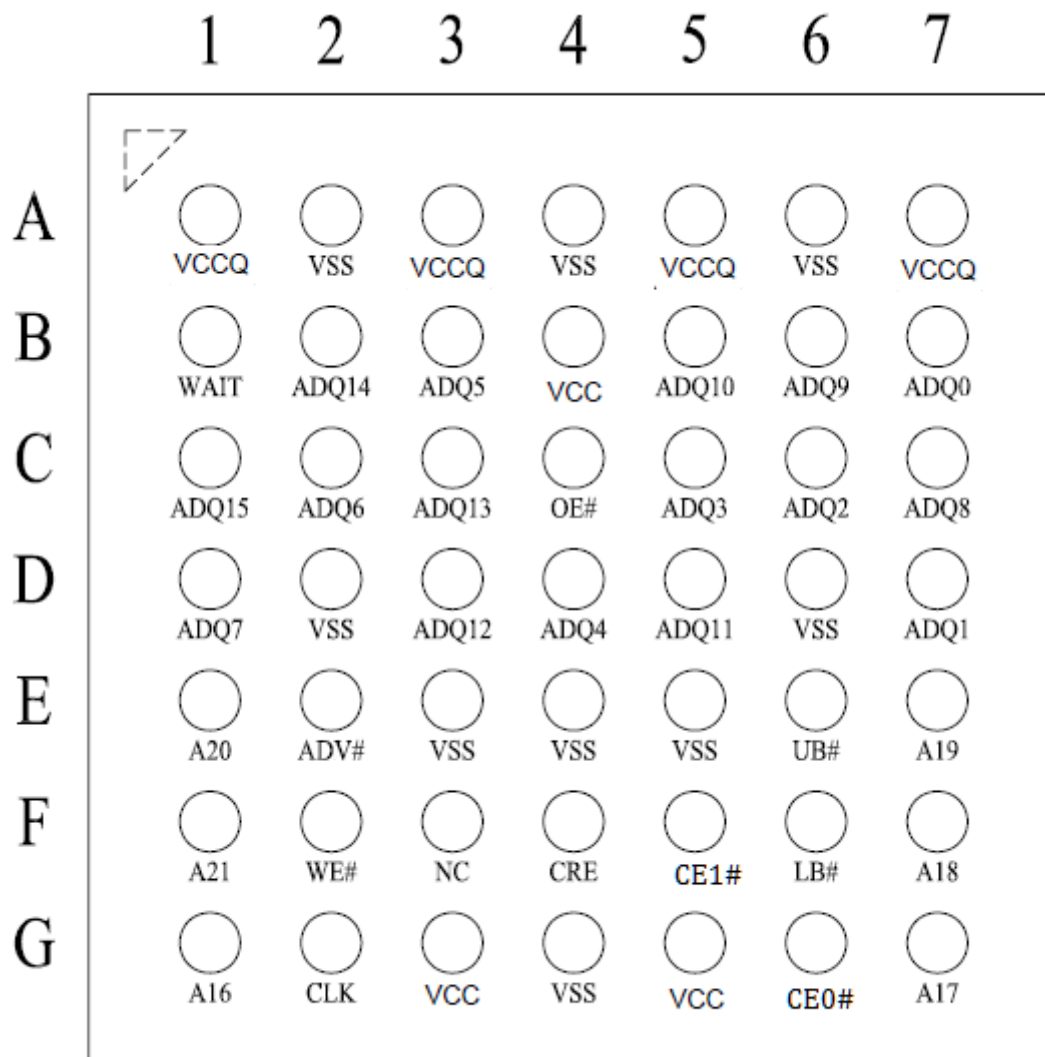 1 2 3 4 5 6 7
A
VCCQ VSS VCCQ VSS VCCQ VSS VCCQ
B
WAIT ADQ14 ADQ5 VCC ADQ10 ADQ9 ADQ0
C
ADQ15 ADQ6 ADQ13 OE# ADQ3 ADQ2 ADQ8
D
ADQ7 VSS ADQ12 ADQ4 ADQ11 VSS ADQ1
E
A20 ADV# VSS VSS VSS UB# A19
F
A21 WE# NC CRE CE1# LB# A18
G
A16 CLK VCC VSS VCC CE0# A17